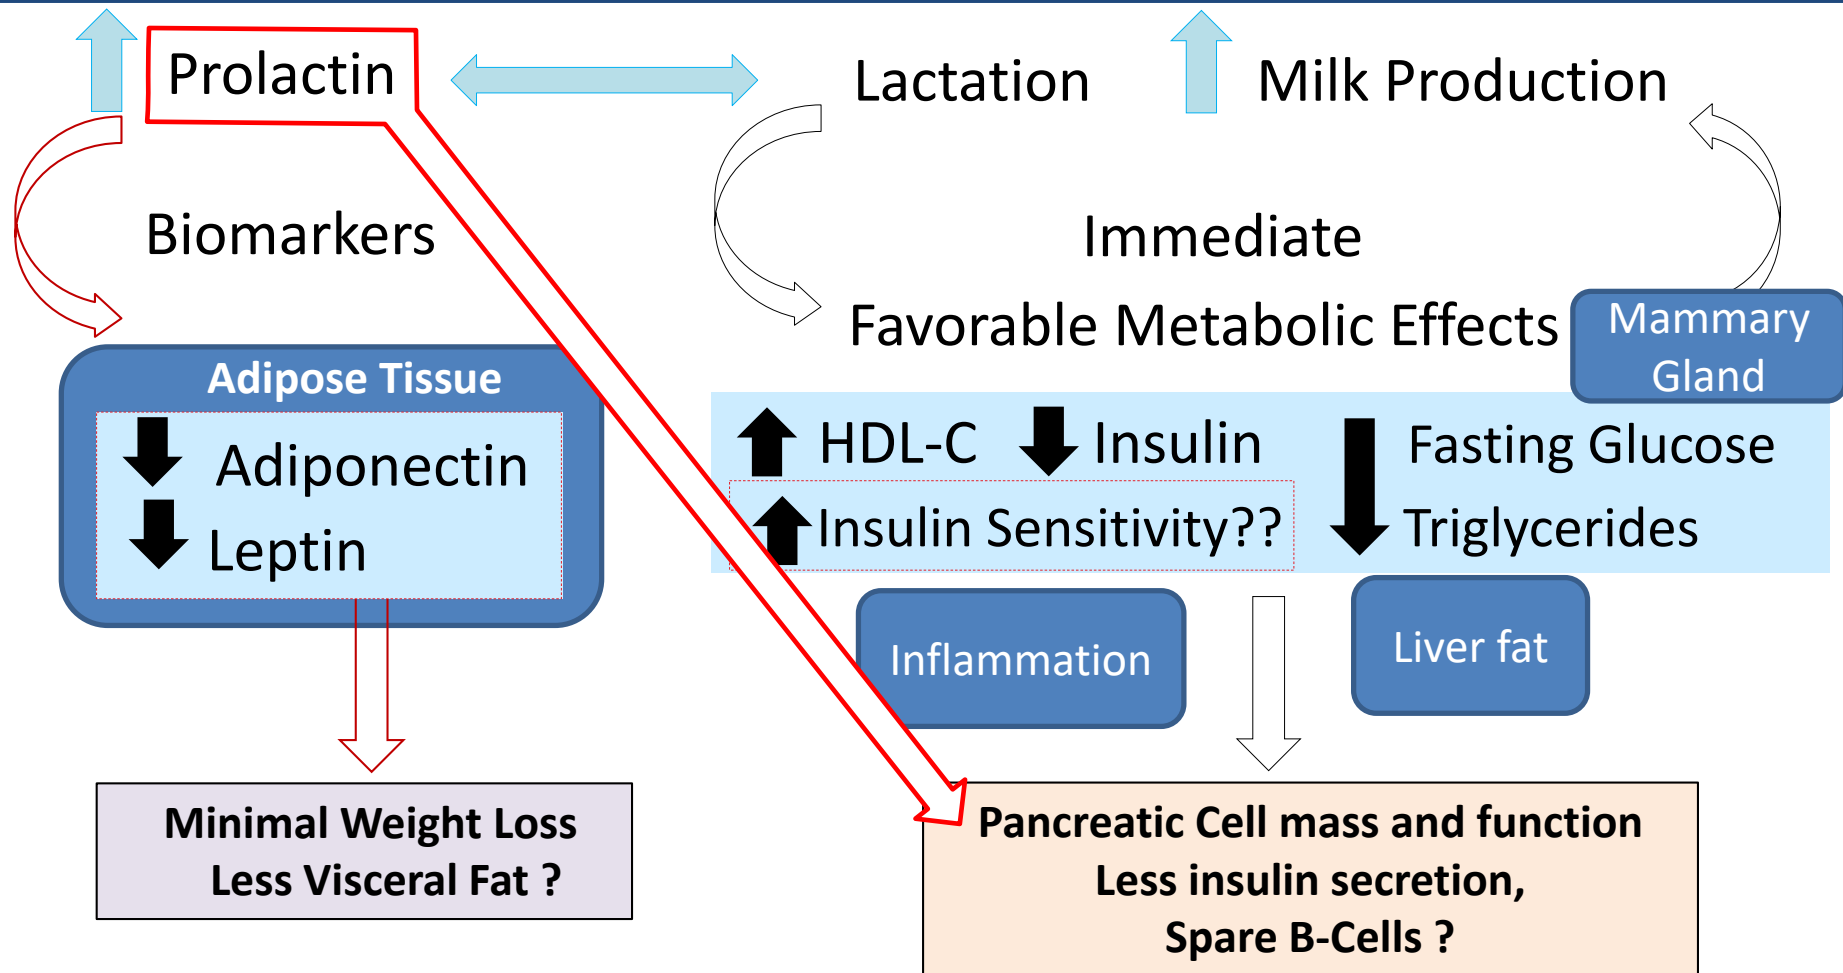 Prolactin
Lactation
Milk Production
Biomarkers
Immediate
Favorable Metabolic Effects
Mammary
Gland
Adipose Tissue
Adiponectin
Leptin
HDL-C
Insulin
Fasting Glucose
Insulin Sensitivity??
Triglycerides
Inflammation
Liver fat
Minimal Weight Loss
Less Visceral Fat ?
Pancreatic Cell mass and function
Less insulin secretion,
Spare B-Cells ?